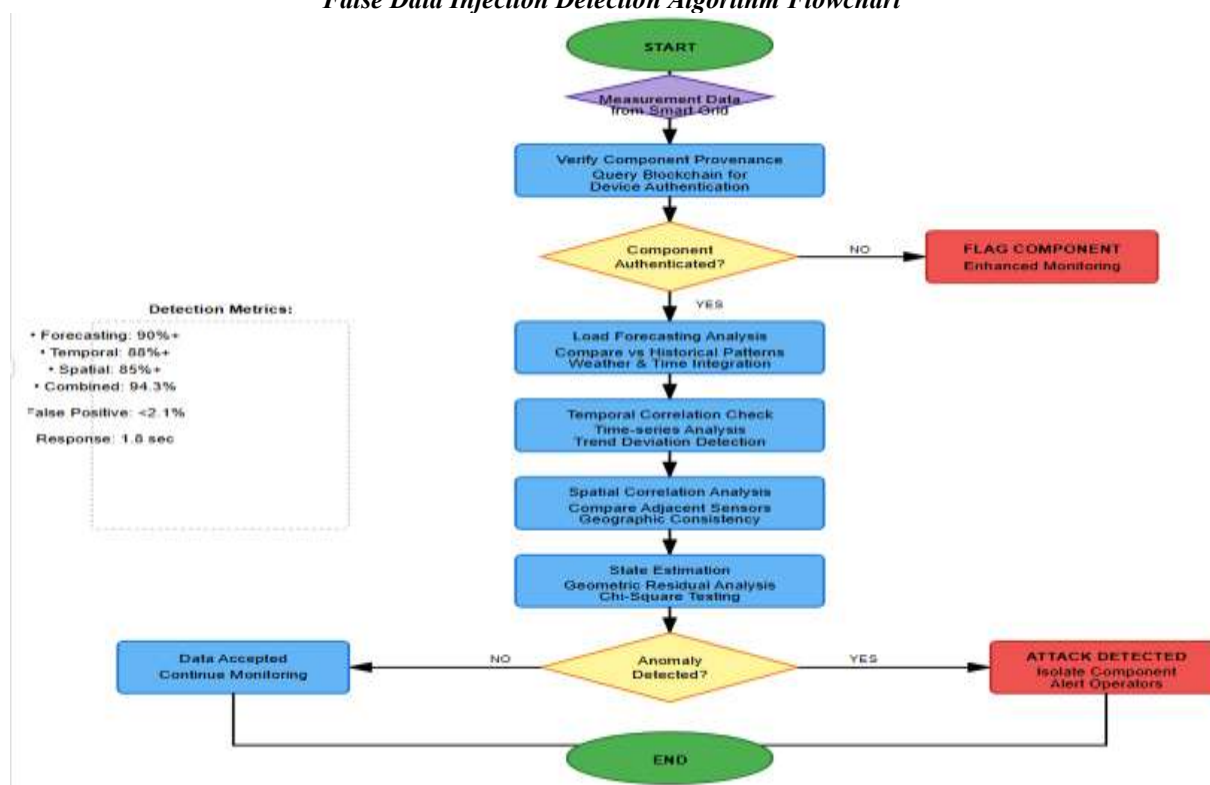 False Data Injection Detection Algorithm Flowchart
START
Measurement Data
from Smart Grid
Verify Component Provenance
Query Blockchain for
Device Authentication
Component
Authenticated?
NO
FLAG COMPONENT
Enhanced Monitoring
YES
Detection Metrics:
• Forecasting: 90%+
• Temporal: 88%+
• Spatial: 85%+
• Combined: 94.3%
False Positive: <2.1%
Response: 1.8 sec
Load Forecasting Analysis
Compare vs Historical Patterns
Weather & Time Integration
Temporal Correlation Check
Time-series Analysis
Trend Deviation Detection
Spatial Correlation Analysis
Compare Adjacent Sensors
Geographic Consistency
State Estimation
Geometric Residual Analysis
Chi-Square Testing
Data Accepted
Continue Monitoring
NO
Anomaly
Detected?
YES
ATTACK DETECTED
Isolate Component
Alert Operators
END